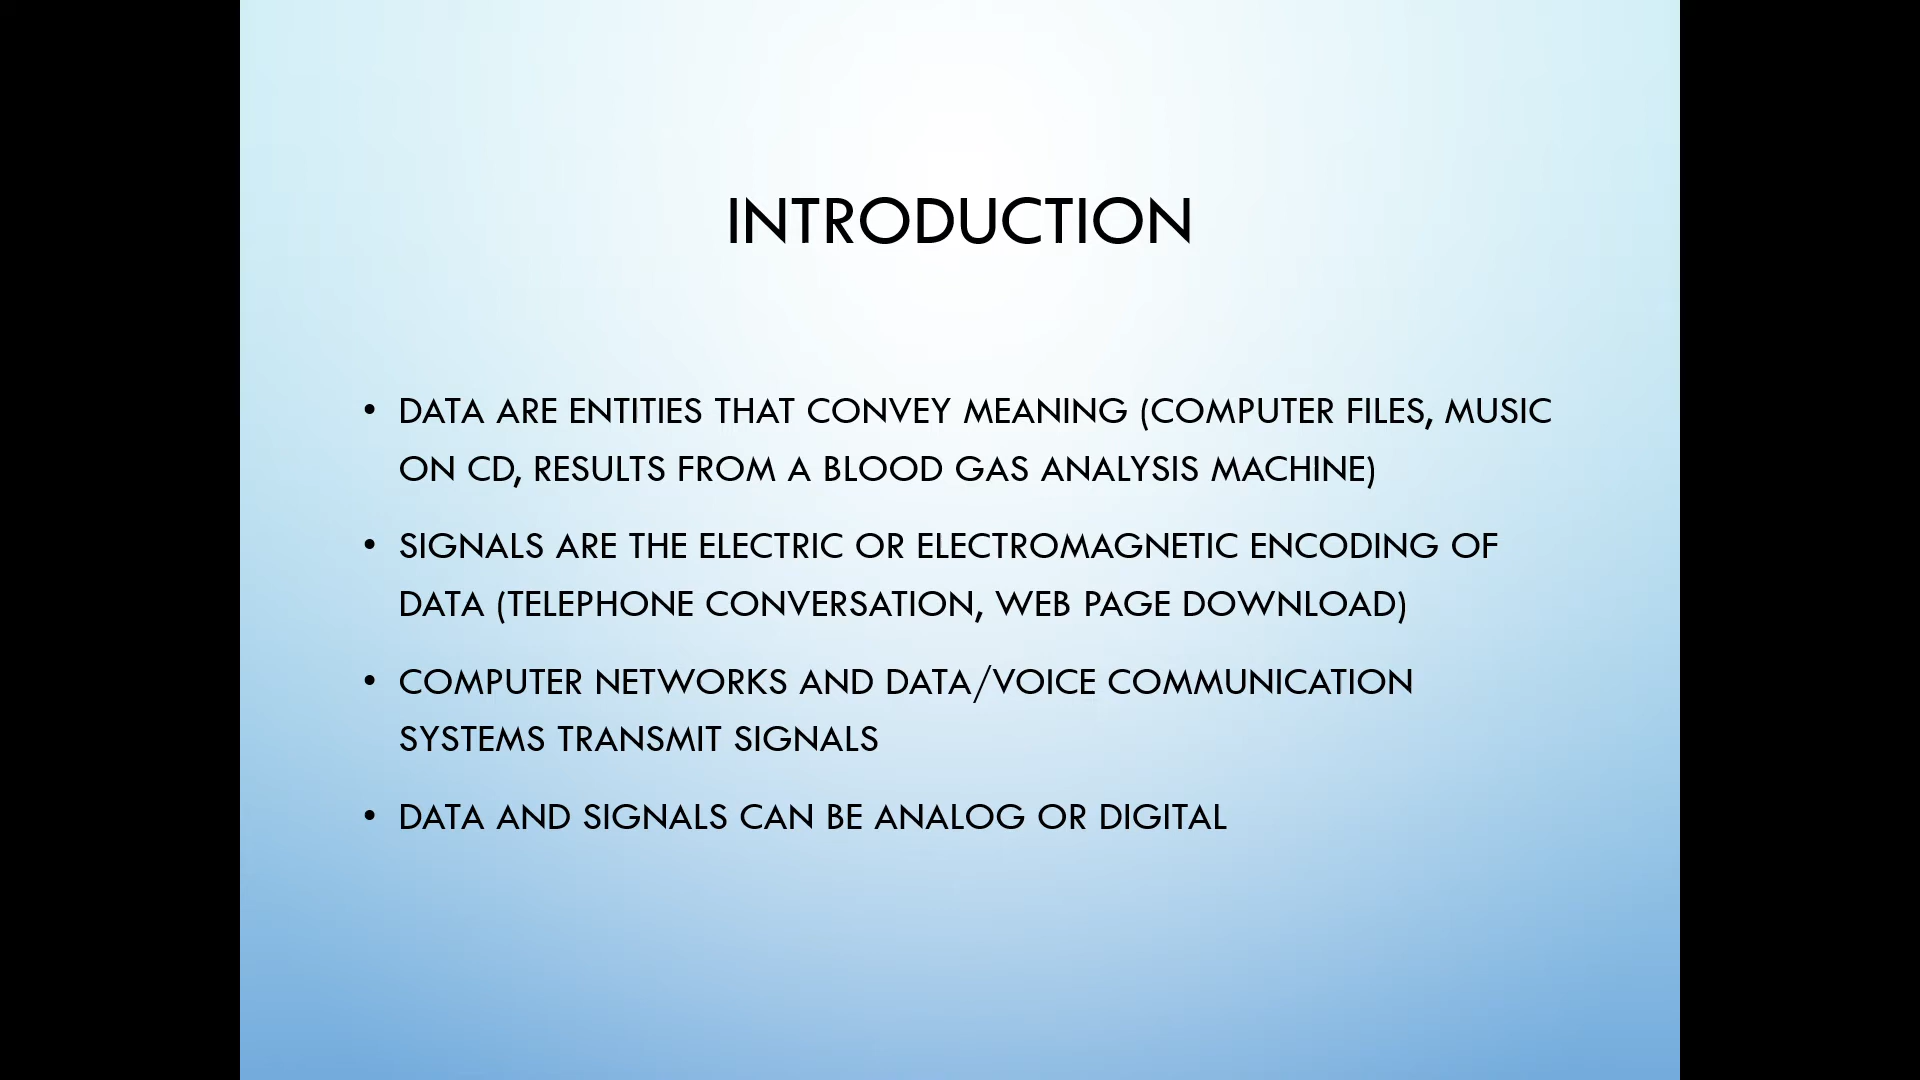 INTRODUCTION
• DATA ARE ENTITIES THAT CONVEY MEANING (COMPUTER FILES, MUSIC
ON CD, RESULTS FROM A BLOOD GAS ANALYSIS MACHINE)
• SIGNALS ARE THE ELECTRIC OR ELECTROMAGNETIC ENCODING OF
DATA (TELEPHONE CONVERSATION, WEB PAGE DOWNLOAD)
• COMPUTER NETWORKS AND DATA/VOICE COMMUNICATION
SYSTEMS TRANSMIT SIGNALS
• DATA AND SIGNALS CAN BE ANALOG OR DIGITAL